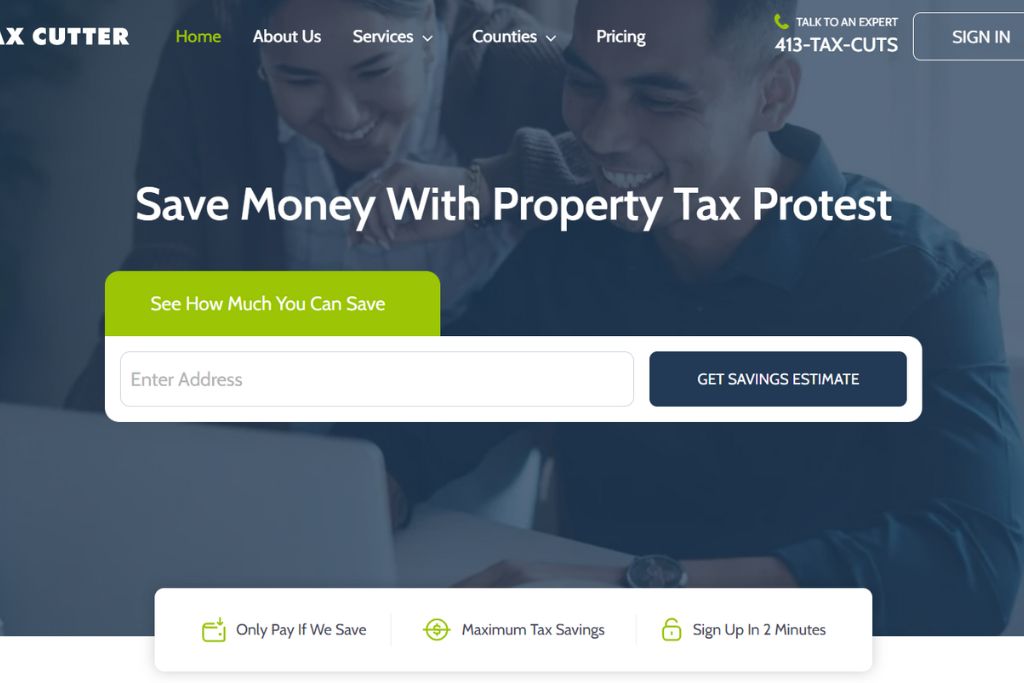 AX CUTTER
Home
About Us
Services
Counties
Pricing
TALK TO AN EXPERT
413-TAX-CUTS
SIGN IN
Save Money With Property Tax Protest
See How Much You Can Save
Enter Address
GET SAVINGS ESTIMATE
Only Pay If We Save
Maximum Tax Savings
Sign Up In 2 Minutes